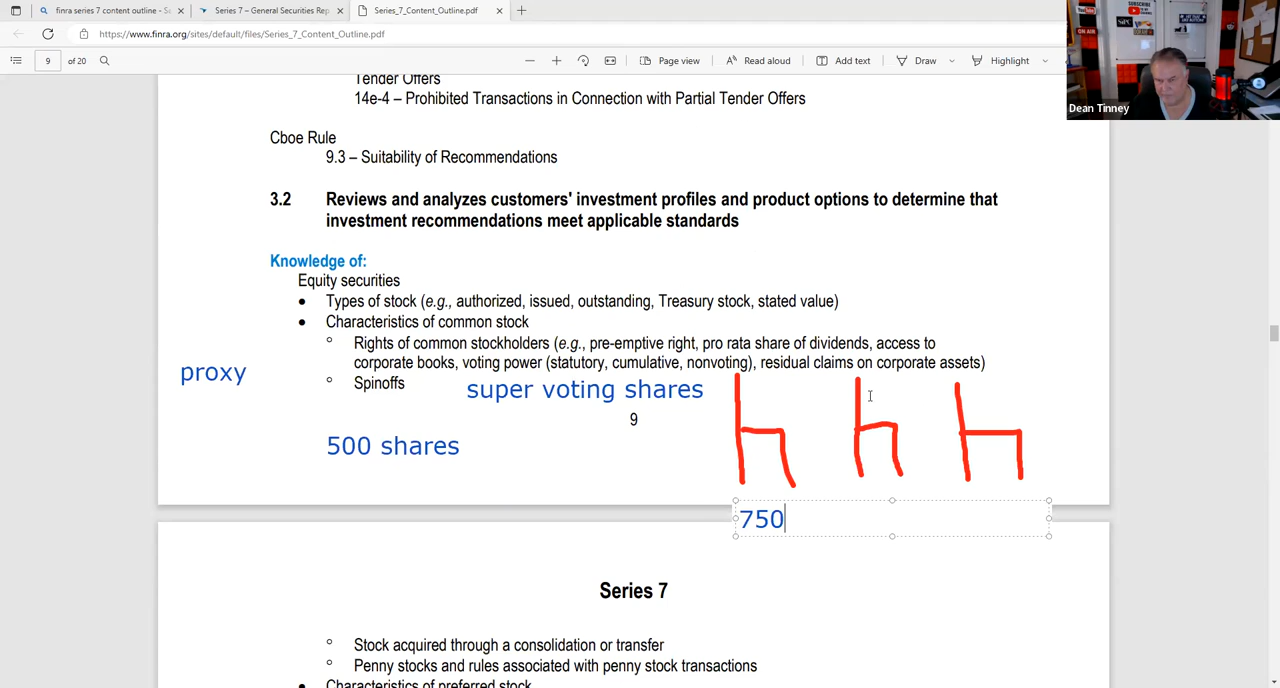 finra series 7 content outline - Se
Series 7 – General Securities Rep
Series_7_Content_Outline.pdf
https://www.finra.org/sites/default/files/Series_7_Content_Outline.pdf
9 of 20
Page view
Read aloud
Add text
Draw
Highlight
Dean Tinney
Tender Offers
14e-4 – Prohibited Transactions in Connection with Partial Tender Offers
Cboe Rule
9.3 – Suitability of Recommendations
3.2 Reviews and analyzes customers' investment profiles and product options to determine that
investment recommendations meet applicable standards
Knowledge of:
Equity securities
• Types of stock (e.g., authorized, issued, outstanding, Treasury stock, stated value)
• Characteristics of common stock
° Rights of common stockholders (e.g., pre-emptive right, pro rata share of dividends, access to
corporate books, voting power (statutory, cumulative, nonvoting), residual claims on corporate assets)
proxy
° Spinoffs
super voting shares
9
500 shares
750
Series 7
° Stock acquired through a consolidation or transfer
° Penny stocks and rules associated with penny stock transactions
• Characteristics of preferred stock